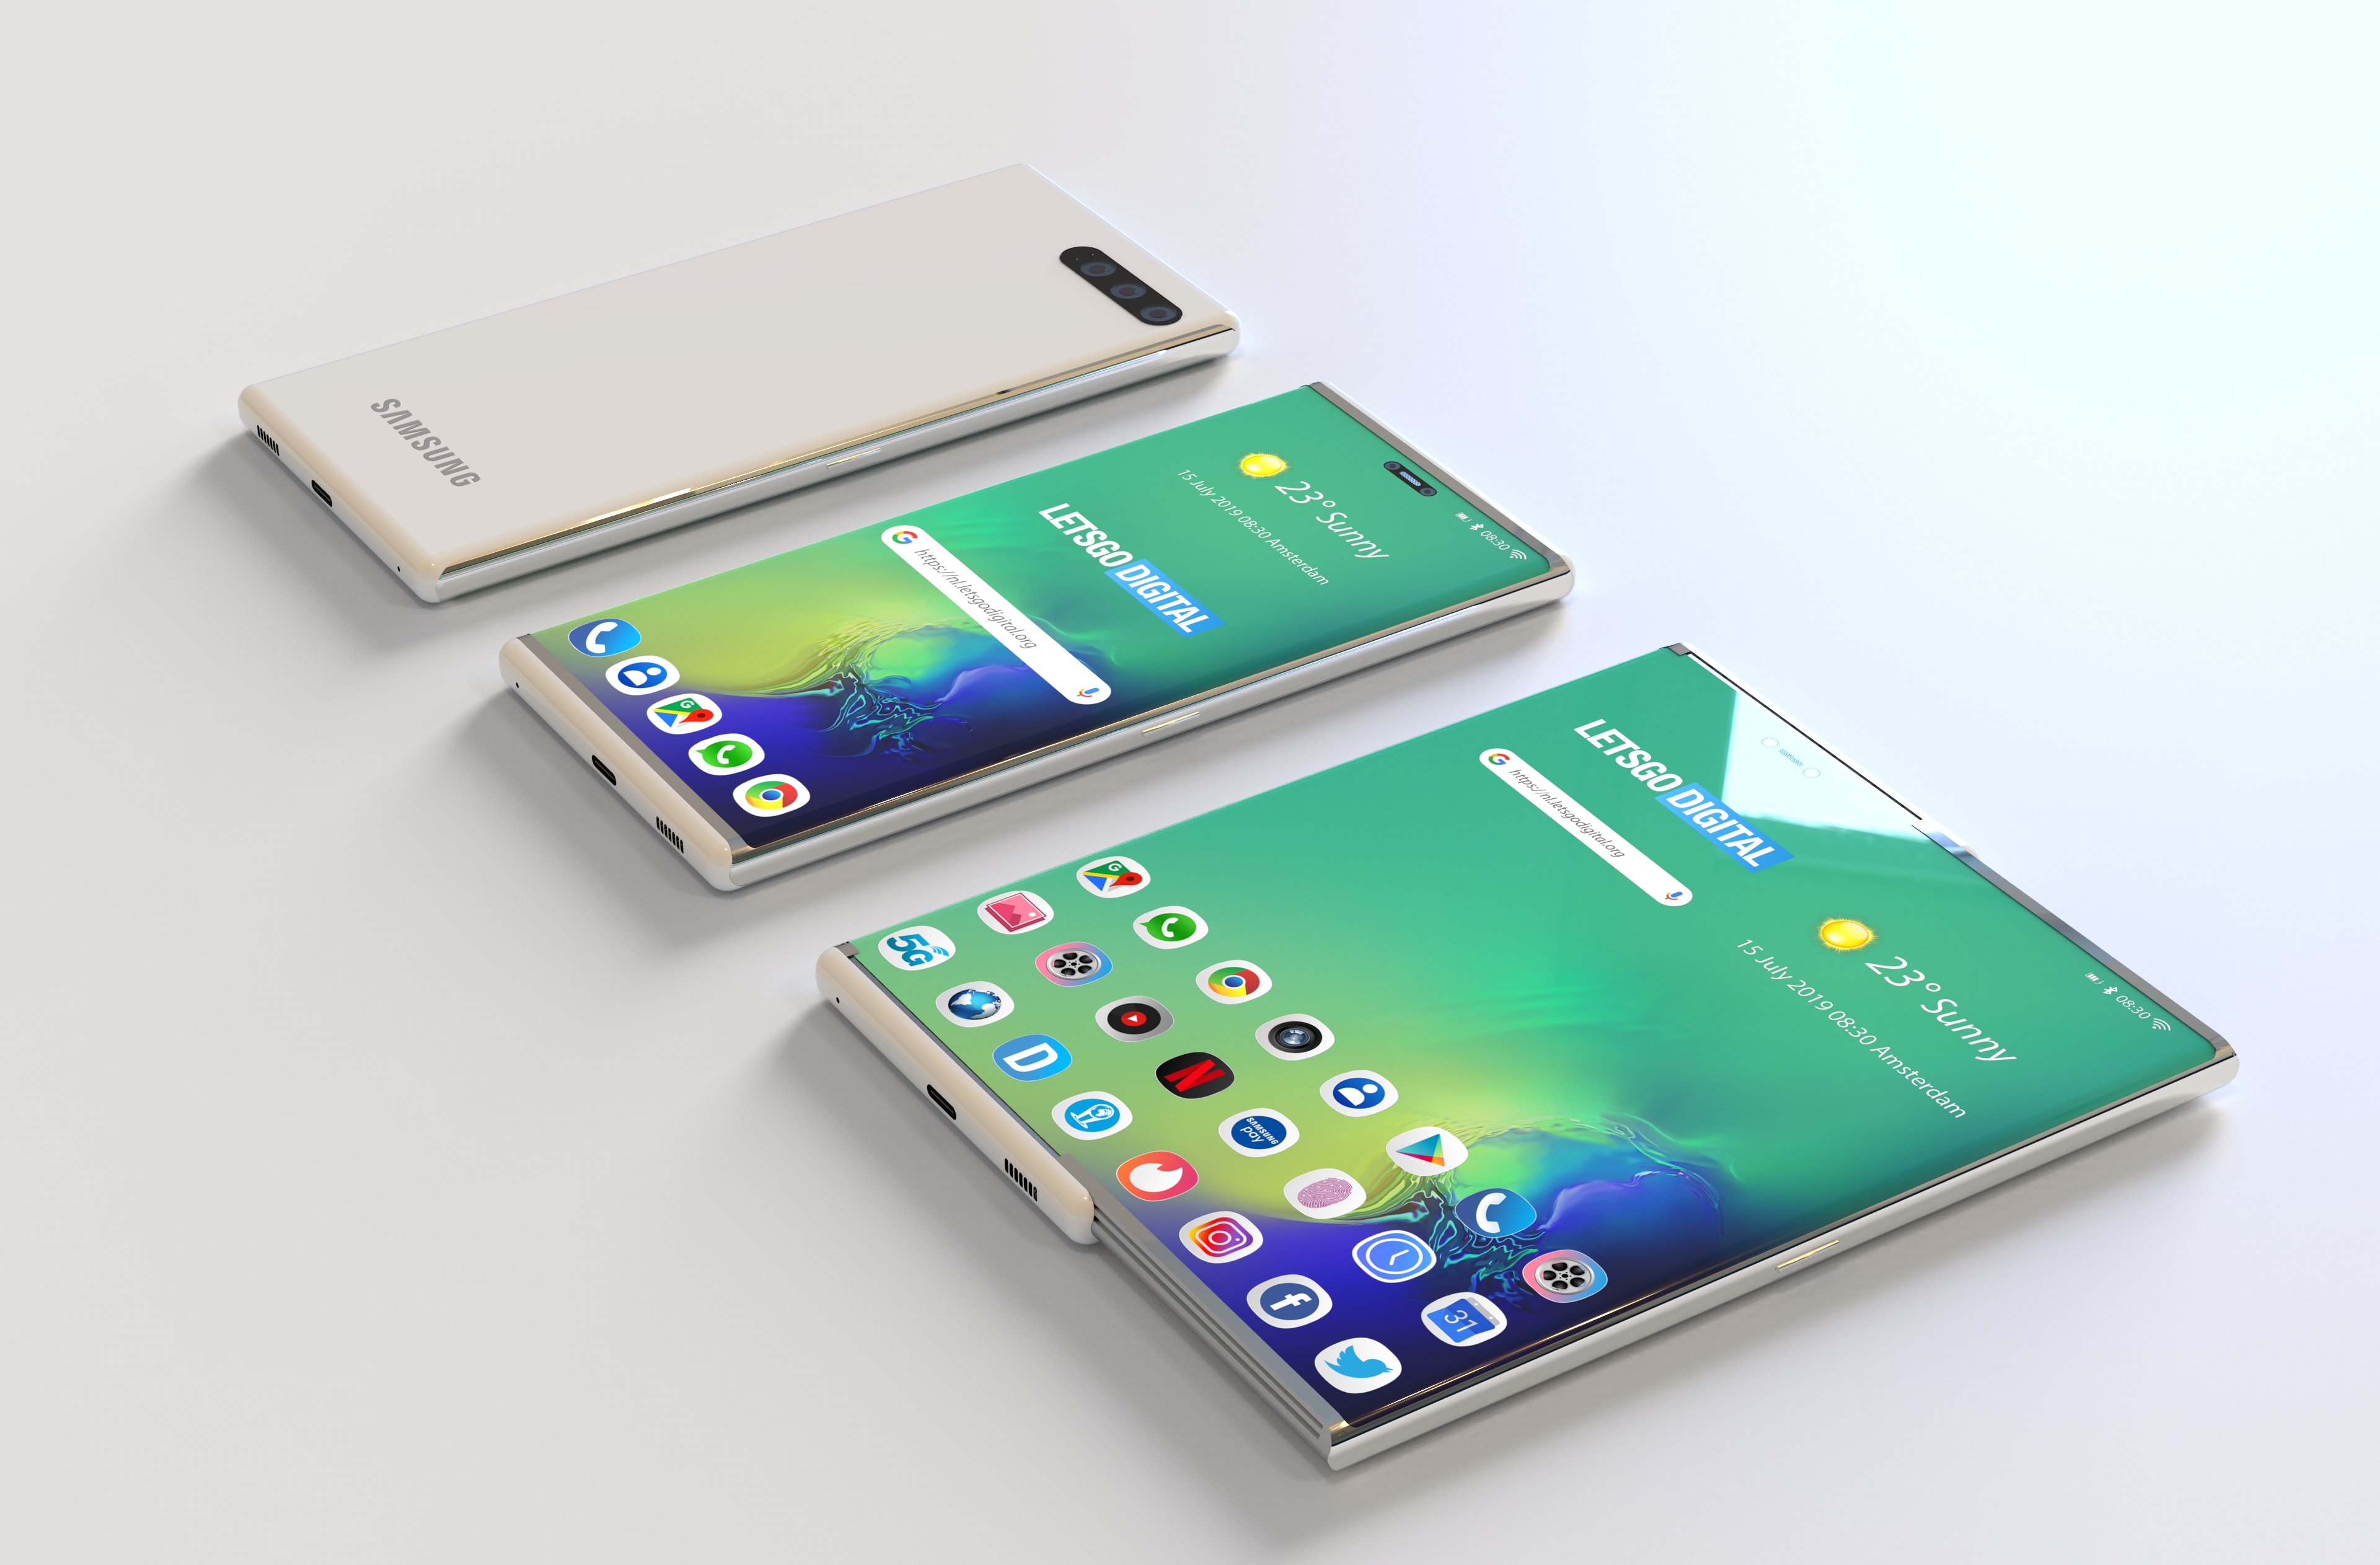 SAMSUNG
08:30
23° Sunny
15 July 2019 08:30 Amsterdam
LETSGO DIGITAL
G https://nl.letsgodigital.org
G
08:30
23° Sunny
15 July 2019 08:30 Amsterdam
LETSGO DIGITAL
G https://nl.letsgodigital.org
G
5G
D
N
SAMSUNG
pay
31
f